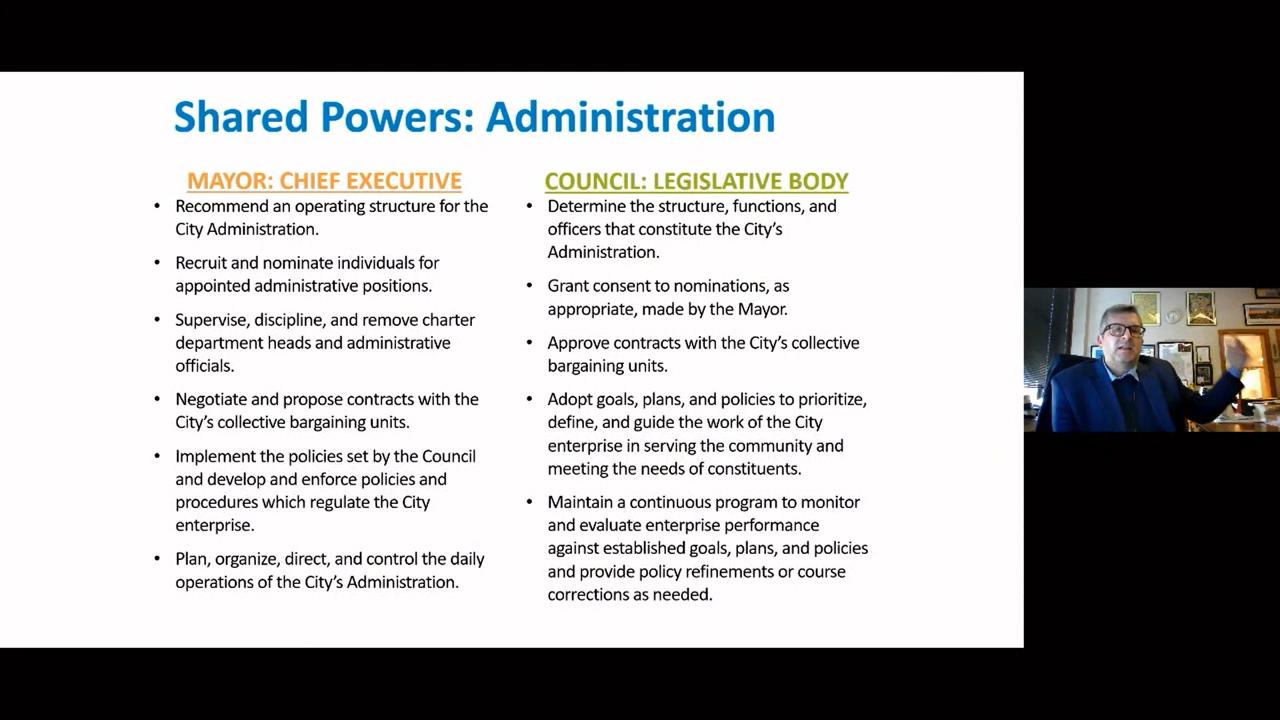 Shared Powers: Administration
MAYOR: CHIEF EXECUTIVE
• Recommend an operating structure for the
City Administration.
• Recruit and nominate individuals for
appointed administrative positions.
• Supervise, discipline, and remove charter
department heads and administrative
officials.
• Negotiate and propose contracts with the
City's collective bargaining units.
• Implement the policies set by the Council
and develop and enforce policies and
procedures which regulate the City
enterprise.
• Plan, organize, direct, and control the daily
operations of the City's Administration.
COUNCIL: LEGISLATIVE BODY
• Determine the structure, functions, and
officers that constitute the City's
Administration.
• Grant consent to nominations, as
appropriate, made by the Mayor.
• Approve contracts with the City's collective
bargaining units.
• Adopt goals, plans, and policies to prioritize,
define, and guide the work of the City
enterprise in serving the community and
meeting the needs of constituents.
• Maintain a continuous program to monitor
and evaluate enterprise performance
against established goals, plans, and policies
and provide policy refinements or course
corrections as needed.